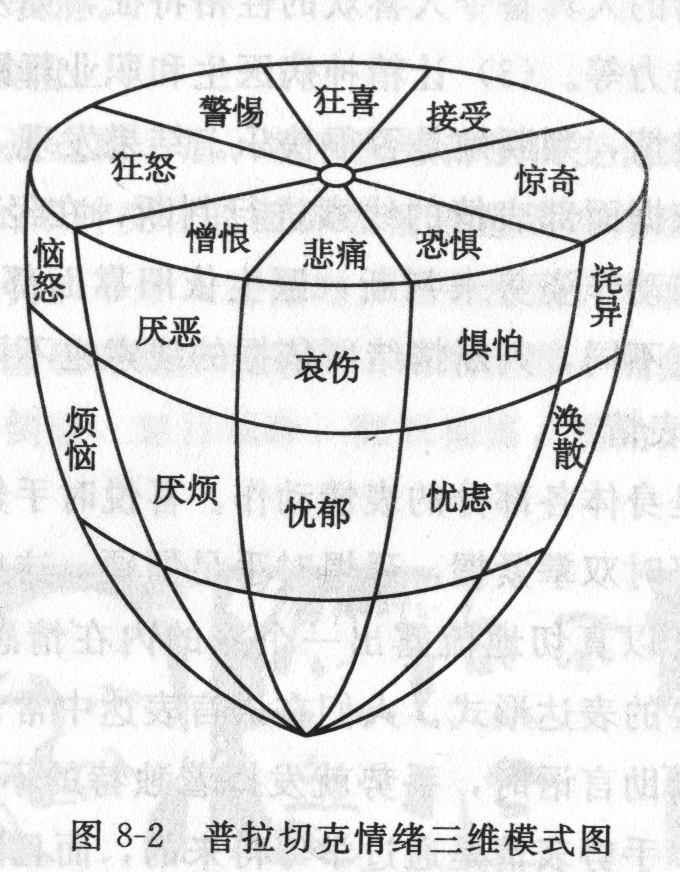 警惕 狂喜 接受
狂怒 惊奇
憎恨 悲痛 恐惧
恼怒 诧异
厌恶 哀伤 惧怕
烦恼 涣散
厌烦 忧郁 忧虑
图 8-2 普拉切克情绪三维模式图